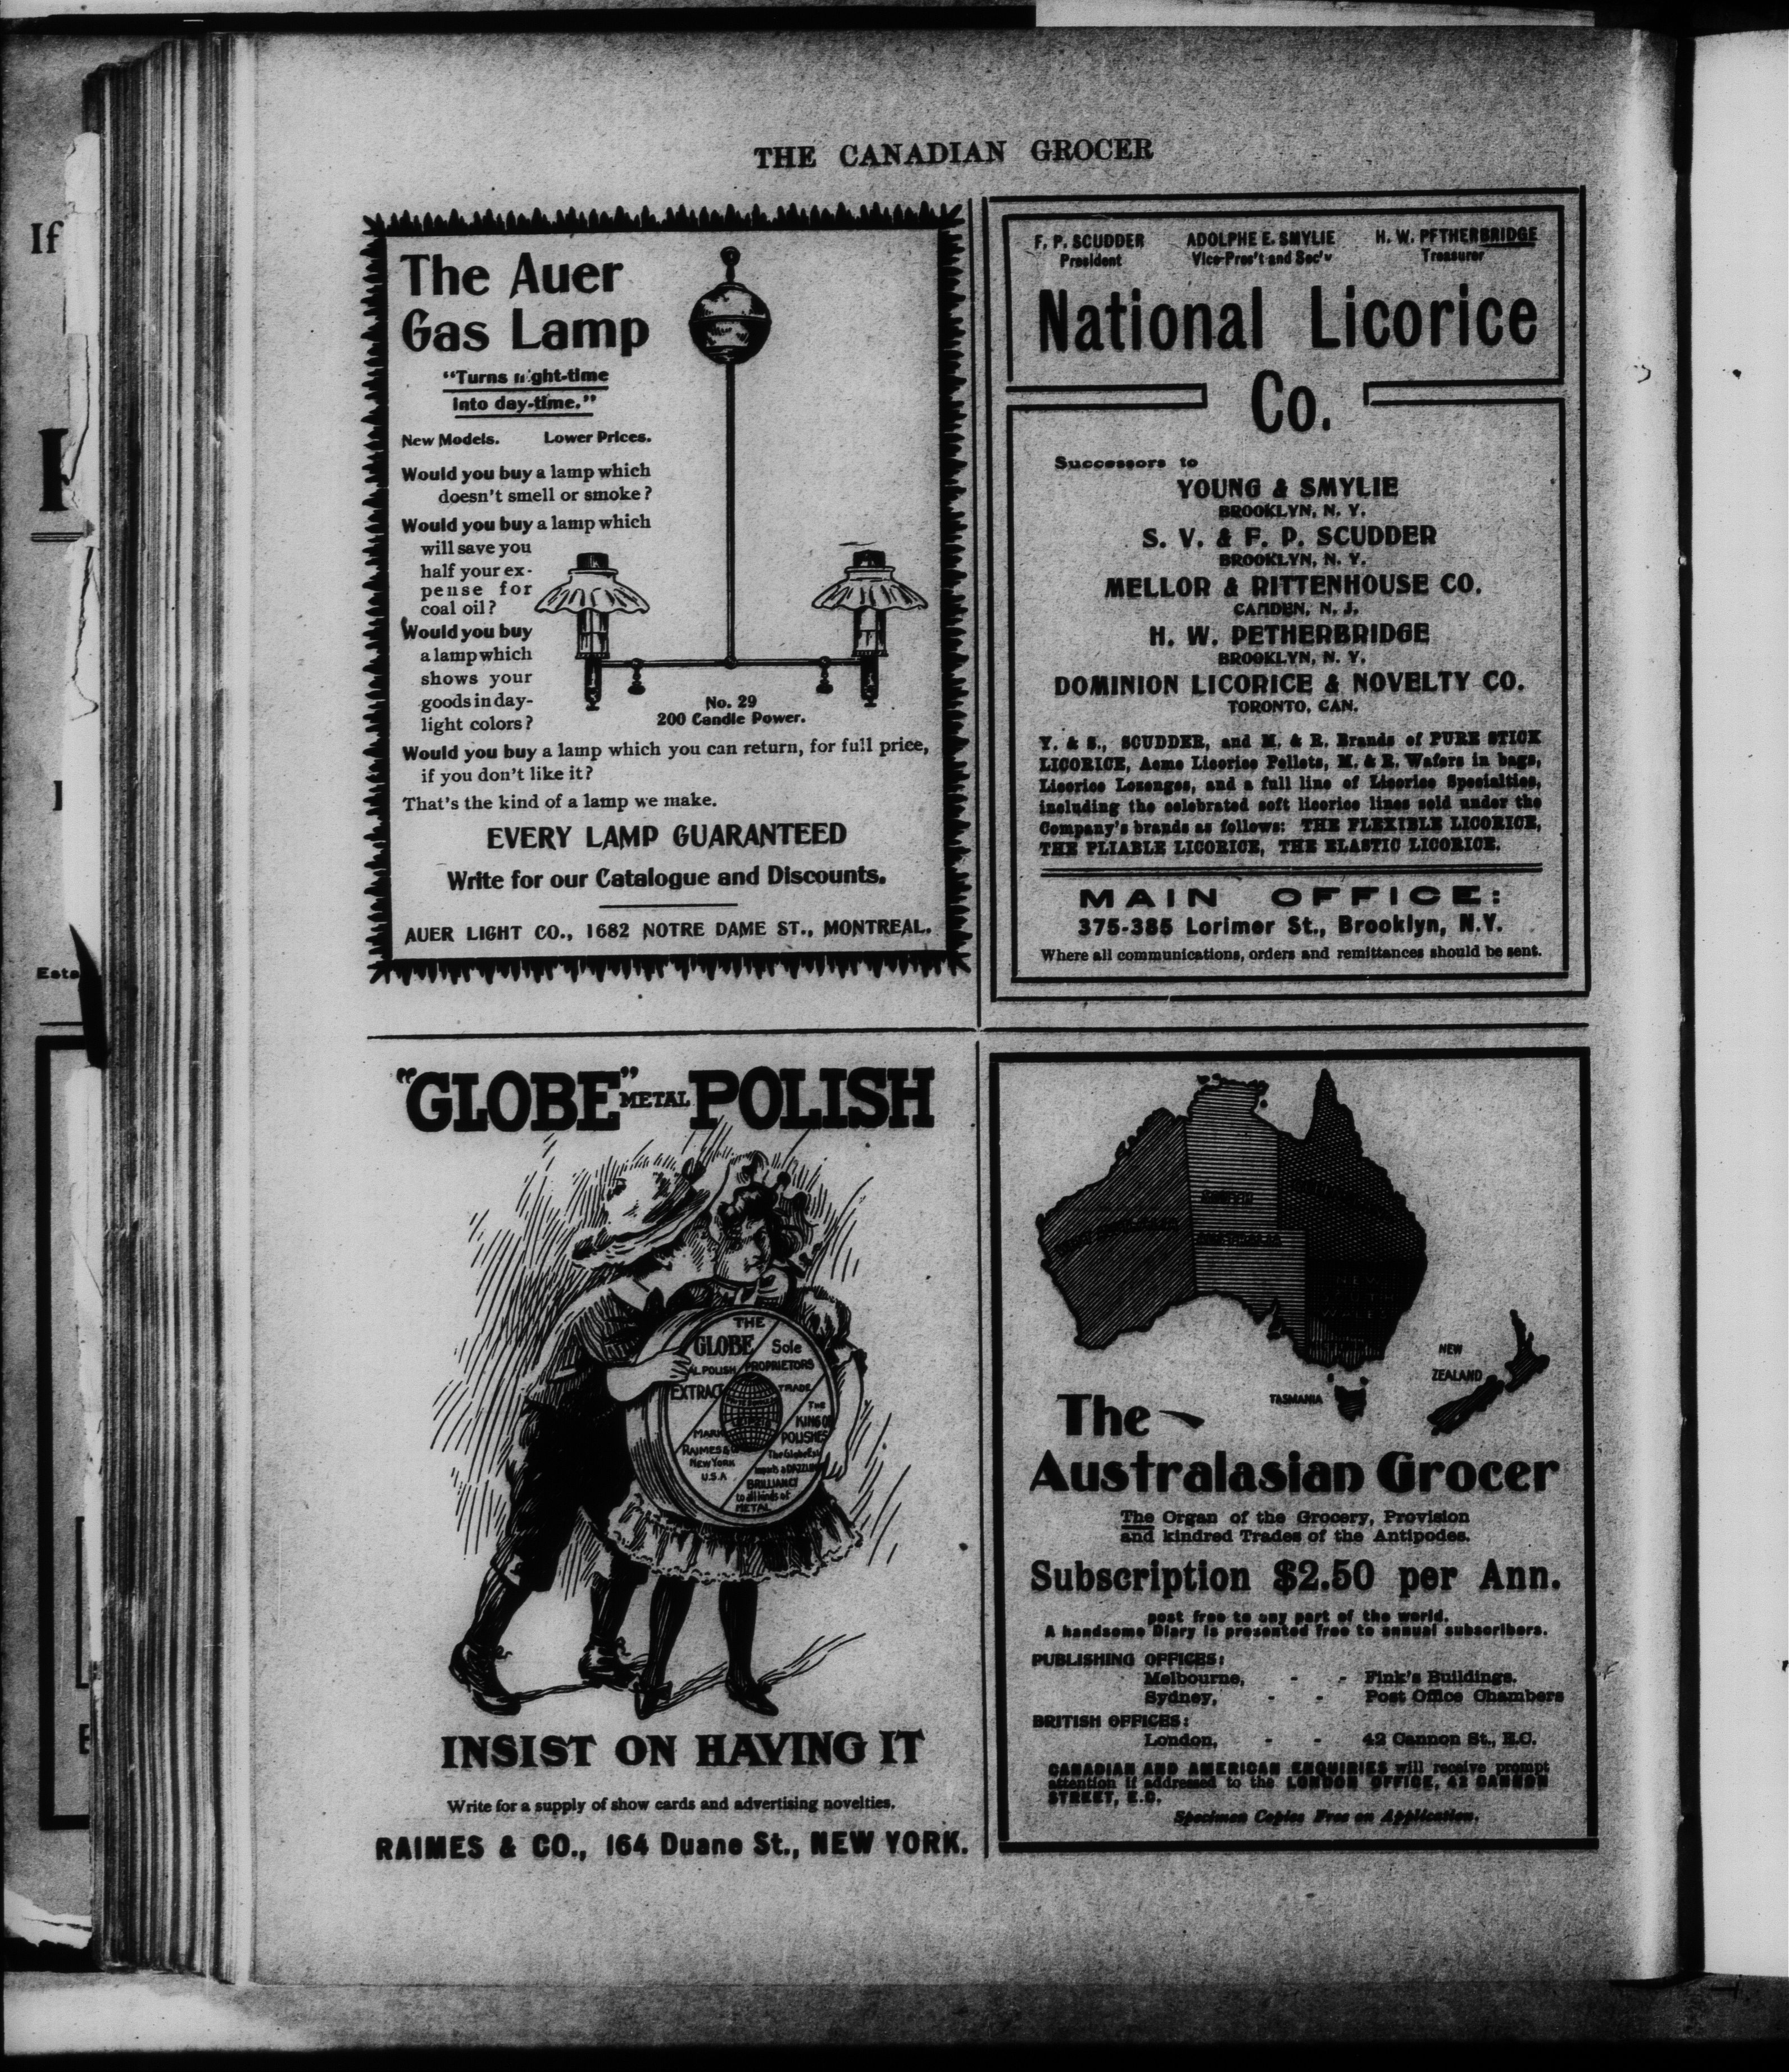 THE CANADIAN GROCER
The Auer
Gas Lamp
"Turns night-time
into day-time."
New Models. Lower Prices.
Would you buy a lamp which
doesn't smell or smoke?
Would you buy a lamp which
will save you
half your ex-
pense for
coal oil?
Would you buy
a lamp which
shows your
goods in day-
light colors?
No. 29
200 Candle Power.
Would you buy a lamp which you can return, for full price,
if you don't like it?
That's the kind of a lamp we make.
EVERY LAMP GUARANTEED
Write for our Catalogue and Discounts.
AUER LIGHT CO., 1682 NOTRE DAME ST., MONTREAL.
F. P. SCUDDER ADOLPHE E. SMYLIE H. W. PETHERBRIDGE
President Vice-Pres't and Sec'y Treasurer
National Licorice
Co.
Successors to
YOUNG & SMYLIE
BROOKLYN, N. Y.
S. V. & F. P. SCUDDER
BROOKLYN, N. Y.
MELLOR & RITTENHOUSE CO.
CAMDEN, N. J.
H. W. PETHERBRIDGE
BROOKLYN, N. Y.
DOMINION LICORICE & NOVELTY CO.
TORONTO, CAN.
Y. & S., SCUDDER, and M. & R. Brands of PURE STICK
LICORICE, Acme Licorice Pellets, M. & R. Wafers in bags,
Licorice Lozenges, and a full line of Licorice Specialties,
including the celebrated soft licorice lines sold under the
Company's brands as follows: THE FLEXIBLE LICORICE,
THE PLIABLE LICORICE, THE ELASTIC LICORICE.
MAIN OFFICE:
375-385 Lorimer St., Brooklyn, N.Y.
Where all communications, orders and remittances should be sent.
"GLOBE" METAL POLISH
THE
GLOBE Sole
AL POLISH PROPRIETORS
EXTRACT TRADE
THE
KING OF
MARK POLISHES
RAIMES &
NEW YORK
U.S.A
BRILLIANCY
to all kinds of
METAL
INSIST ON HAVING IT
Write for a supply of show cards and advertising novelties.
RAIMES & CO., 164 Duane St., NEW YORK.
NEW
SOUTH
WALES
NEW
ZEALAND
TASMANIA
The
Australasian Grocer
The Organ of the Grocery, Provision
and kindred Trades of the Antipodes.
Subscription $2.50 per Ann.
post free to any part of the world.
A handsome Diary is presented free to annual subscribers.
PUBLISHING OFFICES:
Melbourne, - - Fink's Buildings.
Sydney, - - Post Office Chambers
BRITISH OFFICES:
London, - - 42 Cannon St., E.C.
CANADIAN AND AMERICAN ENQUIRIES will receive prompt
attention if addressed to the LONDON OFFICE, 42 CANNON
STREET, E.C.
Specimen Copies Free on Application.
If
Esta